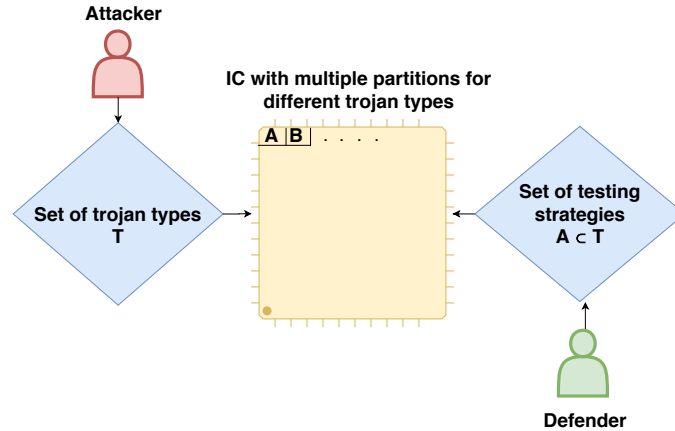 Attacker
IC with multiple partitions for
different trojan types
A B . . . .
Set of trojan types
T
Set of testing
strategies
A ⊂ T
Defender